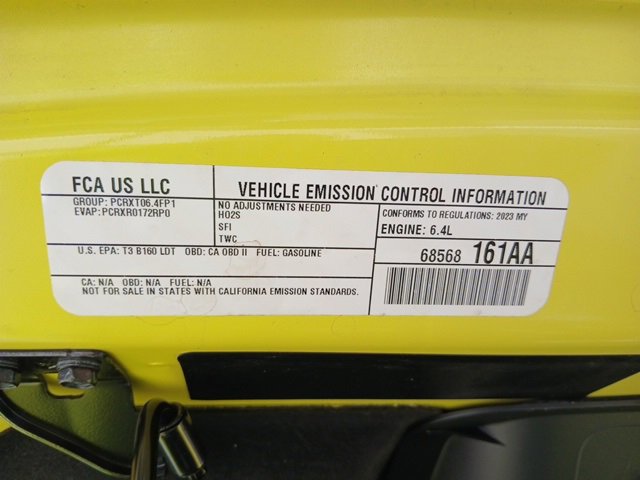 FCA US LLC
VEHICLE EMISSION CONTROL INFORMATION
GROUP: PCRXT06.4FP1
EVAP: PCRXR0172RP0
NO ADJUSTMENTS NEEDED
HO2S
SFI
TWC
CONFORMS TO REGULATIONS: 2023 MY
ENGINE: 6.4L
U.S. EPA: T3 B160 LDT OBD: CA OBD II FUEL: GASOLINE
68568 161AA
CA: N/A OBD: N/A FUEL: N/A
NOT FOR SALE IN STATES WITH CALIFORNIA EMISSION STANDARDS.